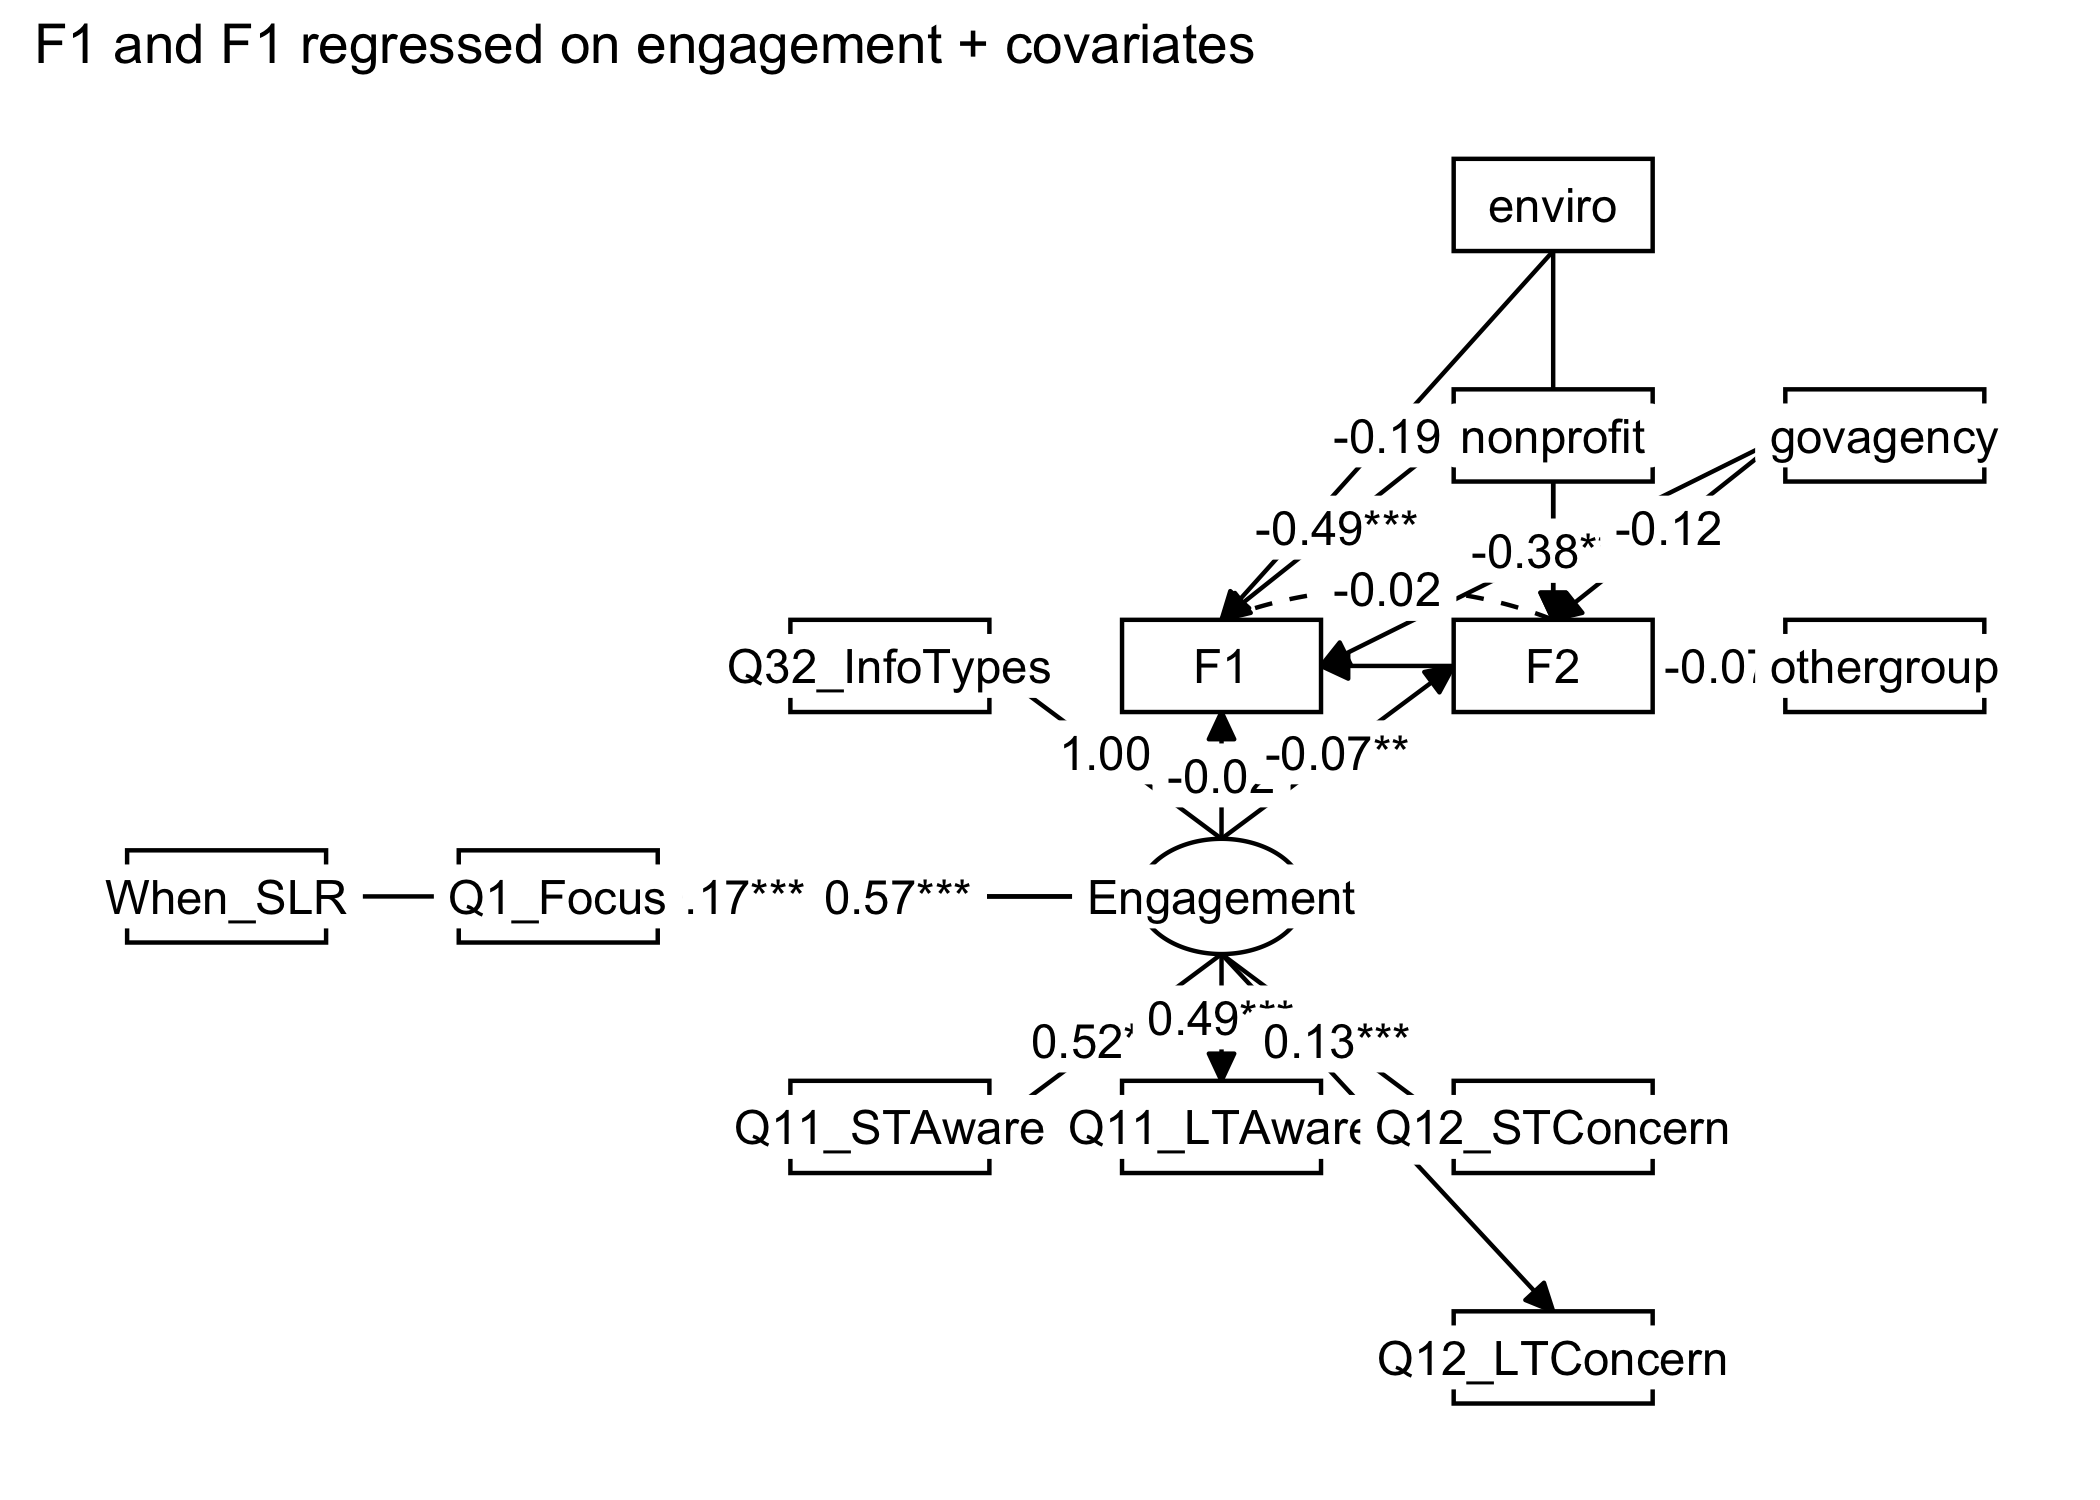 F1 and F1 regressed on engagement + covariates
enviro
-0.19
nonprofit
govagency
-0.49***
-0.38*
-0.12
-0.02
Q32_InfoTypes
F1
F2
-0.07
othergroup
1.00
-0.02
-0.07**
When_SLR
Q1_Focus
.17***
0.57***
Engagement
0.52*
0.49***
0.13***
Q11_STAware
Q11_LTAware
Q12_STConcern
Q12_LTConcern